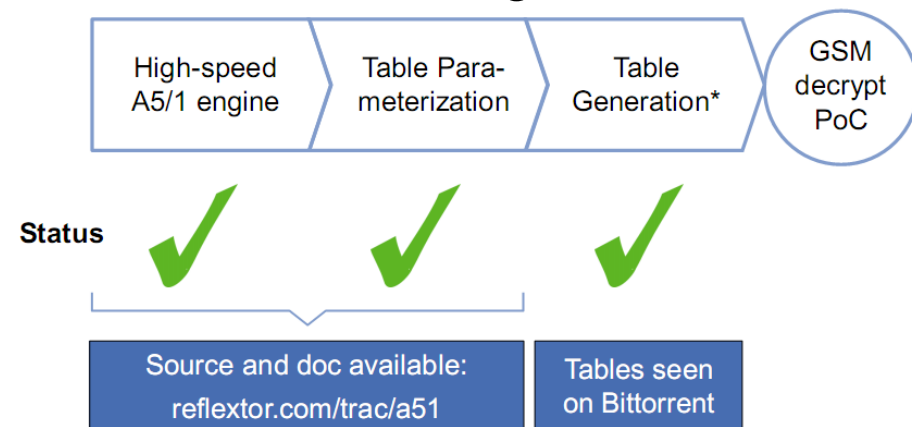 High-speed
A5/1 engine
Table Para-
meterization
Table
Generation*
GSM
decrypt
PoC
Status
Source and doc available:
reflextor.com/trac/a51
Tables seen
on Bittorrent